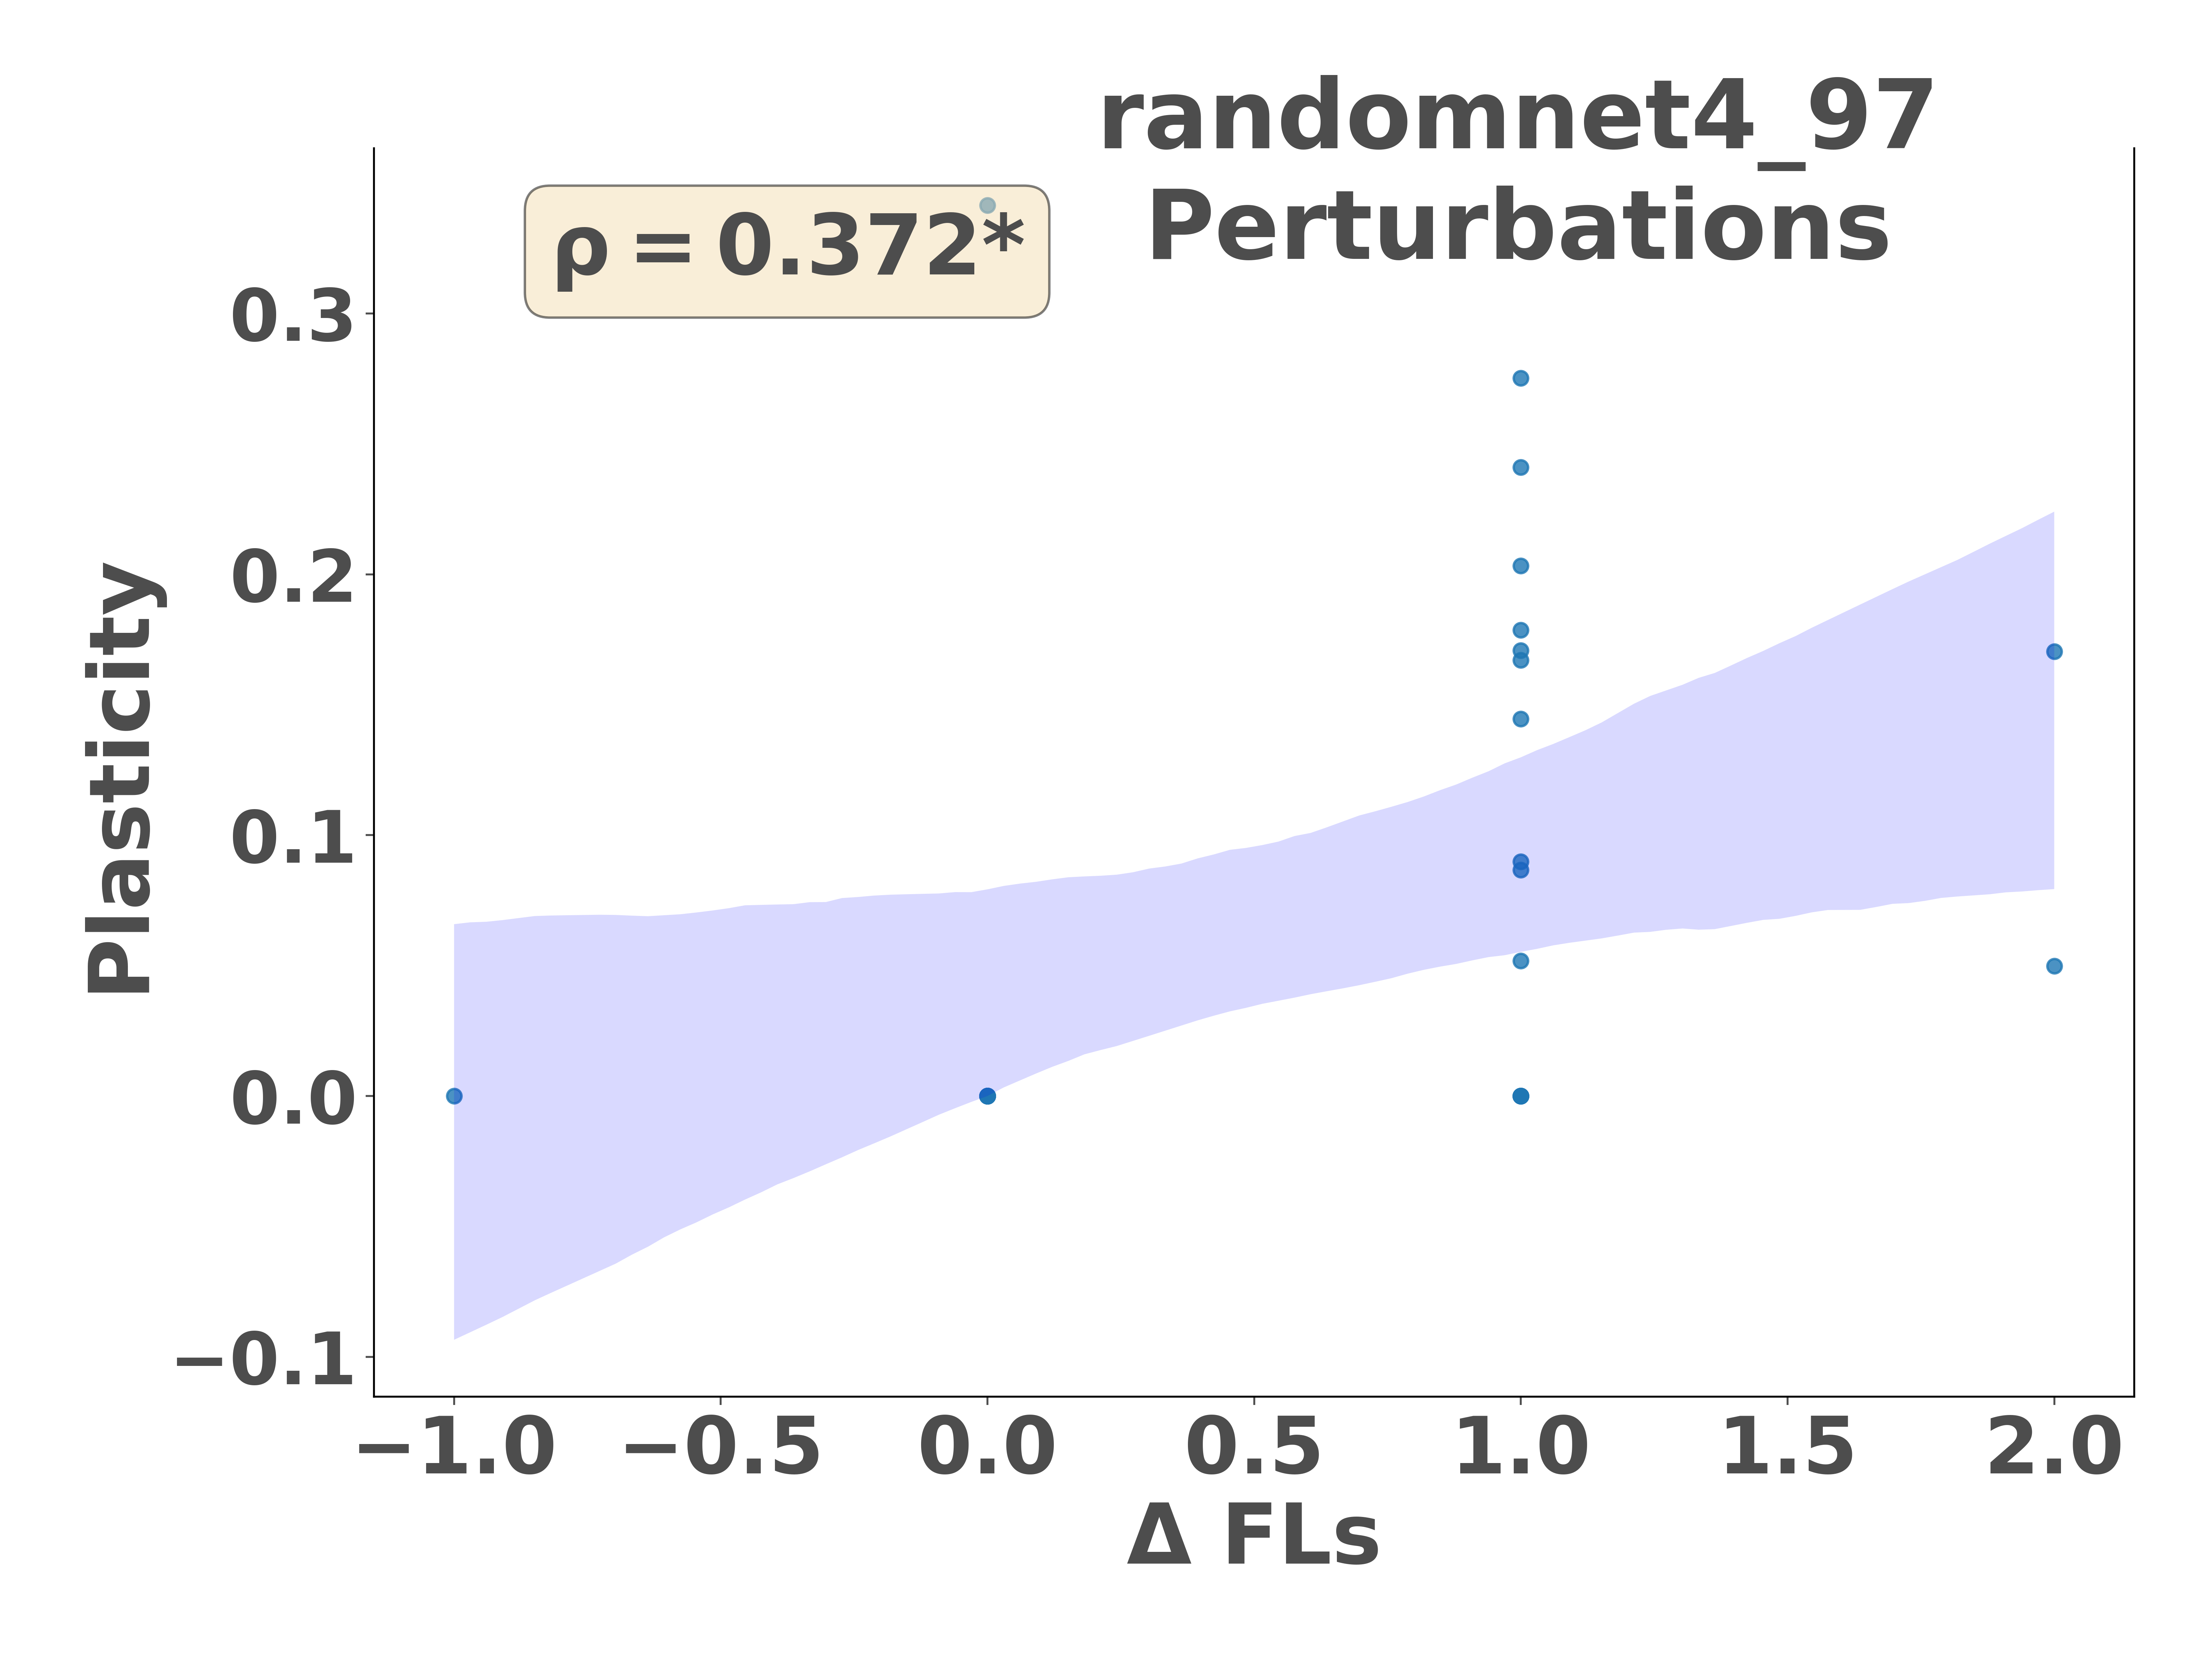 randomnet4_97
Perturbations
ρ = 0.372*
Plasticity
0.3
0.2
0.1
0.0
−0.1
−1.0 −0.5 0.0 0.5 1.0 1.5 2.0
Δ FLs